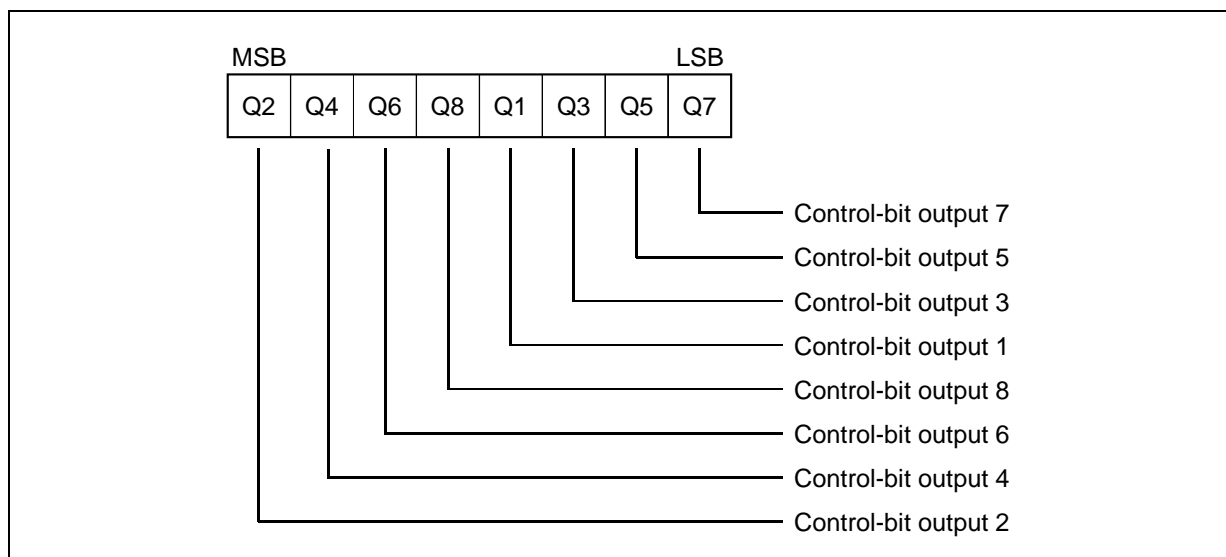 MSB LSB
Q2 Q4 Q6 Q8 Q1 Q3 Q5 Q7
Control-bit output 7
Control-bit output 5
Control-bit output 3
Control-bit output 1
Control-bit output 8
Control-bit output 6
Control-bit output 4
Control-bit output 2